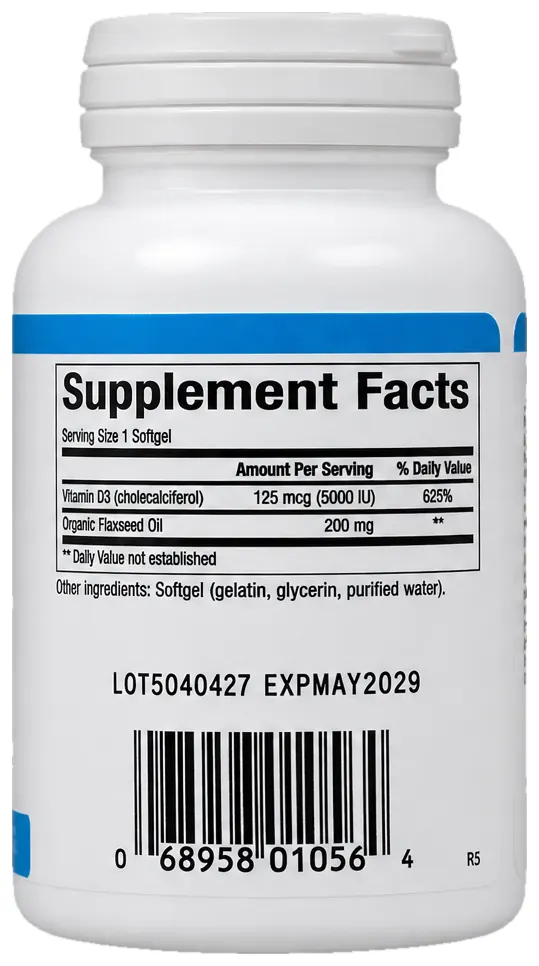 Supplement Facts
Serving Size 1 Softgel
Amount Per Serving % Daily Value
Vitamin D3 (cholecalciferol) 125 mcg (5000 IU) 625%
Organic Flaxseed Oil 200 mg **
** Daily Value not established
Other ingredients: Softgel (gelatin, glycerin, purified water).
LOT5040427 EXPMAY2029
0 68958 01056 4
R5